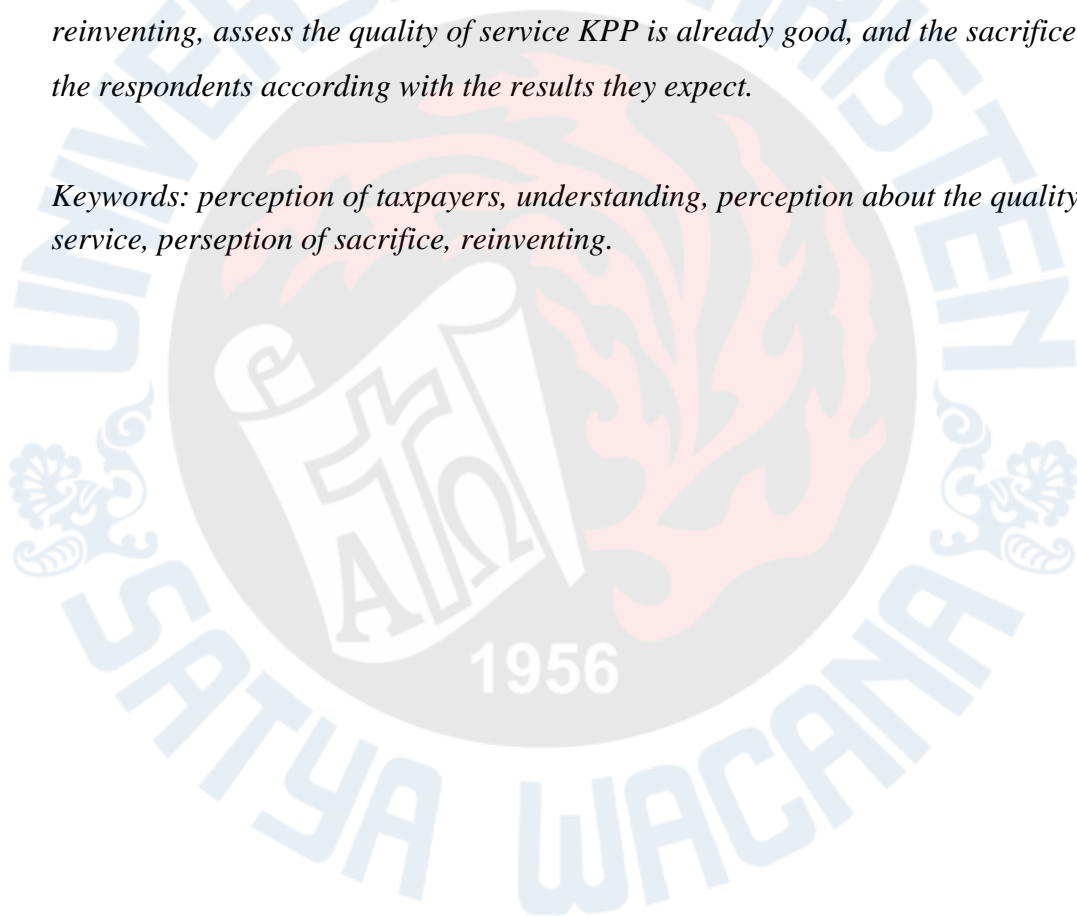 reinventing, assess the quality of service KPP is already good, and the sacrifice
the respondents according with the results they expect.
Keywords: perception of taxpayers, understanding, perception about the quality
service, perseption of sacrifice, reinventing.
UNIVERS RISTEN
1956
SATYA WACANA